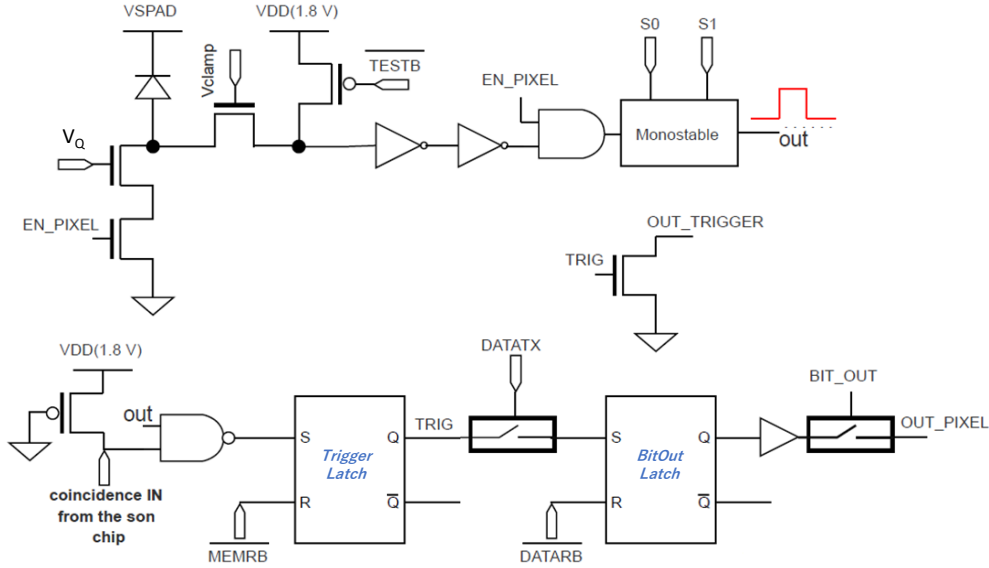 VSPAD
VDD(1.8 V)
S0
S1
Vclamp
TESTB
EN_PIXEL
VQ
Monostable
out
EN_PIXEL
OUT_TRIGGER
TRIG
VDD(1.8 V)
DATATX
BIT_OUT
out
TRIG
OUT_PIXEL
S
Q
S
Q
Trigger
Latch
BitOut
Latch
coincidence IN
from the son
chip
R
Q
R
Q
MEMRB
DATARB